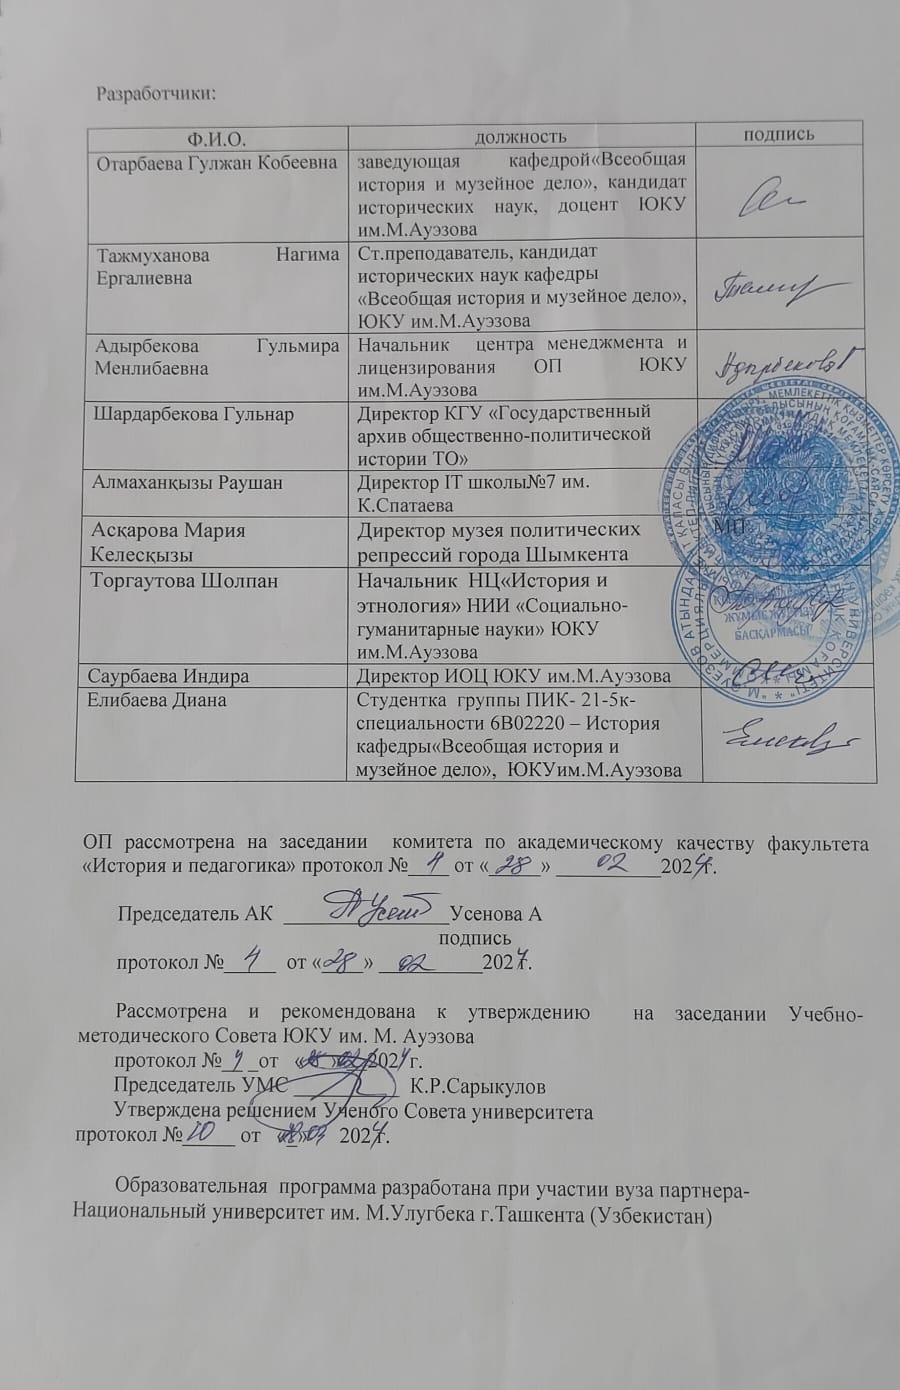 Разработчики:
Ф.И.О. должность подпись
Отарбаева Гулжан Кобеевна заведующая кафедрой«Всеобщая
история и музейное дело», кандидат
исторических наук, доцент ЮКУ
им.М.Ауэзова
Тажмуханова Нагима Ст.преподаватель, кандидат
Ергалиевна исторических наук кафедры
«Всеобщая история и музейное дело»,
ЮКУ им.М.Ауэзова
Адырбекова Гульмира Начальник центра менеджмента и
Менлибаевна лицензирования ОП ЮКУ
им.М.Ауэзова
Шардарбекова Гульнар Директор КГУ «Государственный
архив общественно-политической
истории ТО»
Алмаханқызы Раушан Директор IT школы№7 им.
К.Спатаева
Асқарова Мария Директор музея политических МП
Келесқызы репрессий города Шымкента
Торгаутова Шолпан Начальник НЦ«История и
этнология» НИИ «Социально-
гуманитарные науки» ЮКУ
им.М.Ауэзова
БАСҚАРМАСЫ
Саурбаева Индира Директор ИОЦ ЮКУ им.М.Ауэзова
Елибаева Диана Студентка группы ПИК- 21-5к-
специальности 6В02220 – История
кафедры«Всеобщая история и
музейное дело», ЮКУим.М.Ауэзова
ОП рассмотрена на заседании комитета по академическому качеству факультета
«История и педагогика» протокол № 4 от «28» 02 2024г.
Председатель АК Усенова А
подпись
протокол № 4 от «28» 02 2024г.
Рассмотрена и рекомендована к утверждению на заседании Учебно-
методического Совета ЮКУ им. М. Ауэзова
протокол № 4 от 2024г.
Председатель УМС К.Р.Сарыкулов
Утверждена решением Ученого Совета университета
протокол № 10 от 2024г.
Образовательная программа разработана при участии вуза партнера-
Национальный университет им. М.Улугбека г.Ташкента (Узбекистан)